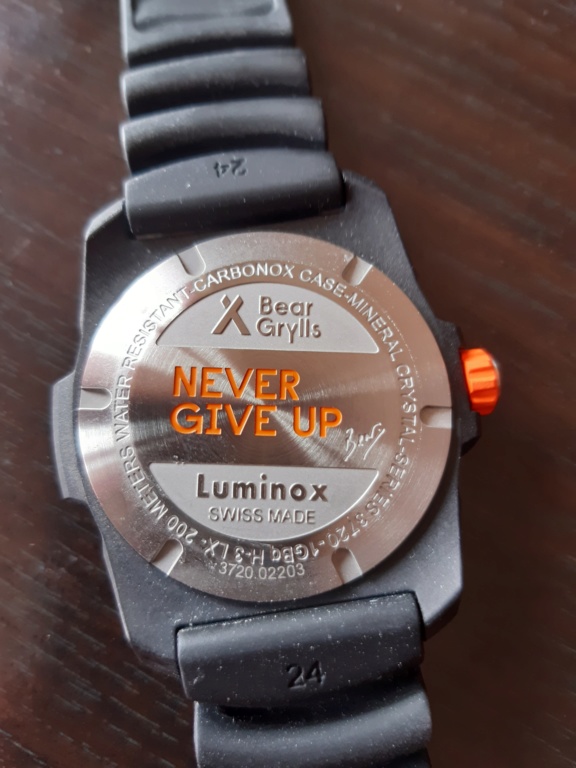 24
200 METERS WATER RESISTANT-CARBONOX CASE-MINERAL CRYSTAL-SERIES 3720-1GBq H-3 LX-
Bear
Grylls
NEVER
GIVE UP
Bear
Luminox
SWISS MADE
3720.02203
24